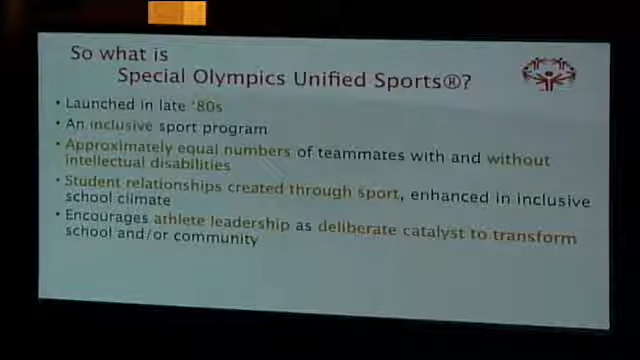 So what is
Special Olympics Unified Sports®?
• Launched in late '80s
• An inclusive sport program
• Approximately equal numbers of teammates with and without
intellectual disabilities
• Student relationships created through sport, enhanced in inclusive
school climate
• Encourages athlete leadership as deliberate catalyst to transform
school and/or community